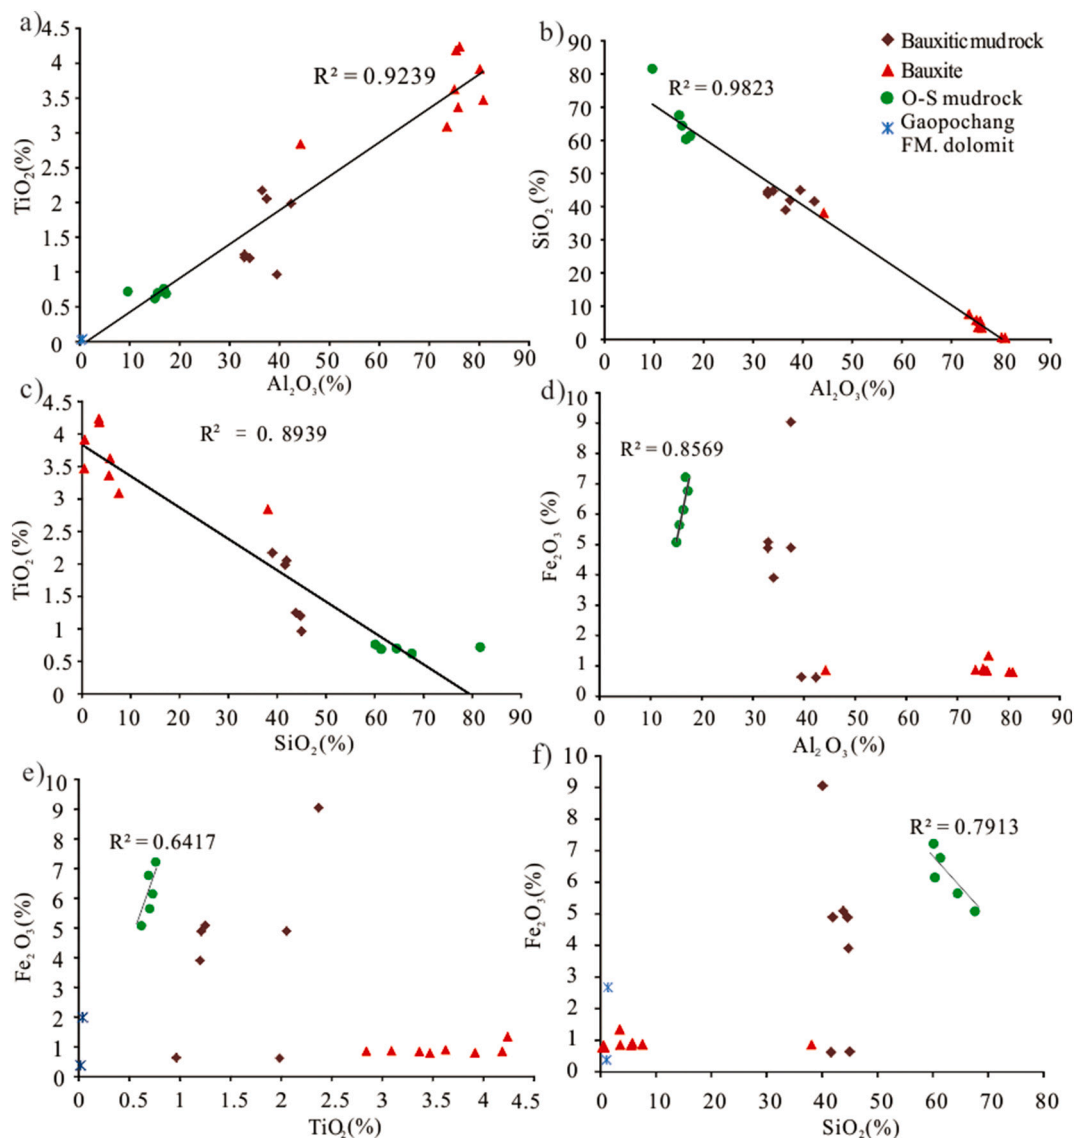 a)
4.5
4
3.5
3
2.5
2
1.5
1
0.5
0
TiO₂(%)
R² = 0.9239
0 10 20 30 40 50 60 70 80 90
Al₂O₃(%)
b)
90
80
70
60
50
40
30
20
10
0
SiO₂ (%)
R² = 0.9823
0 10 20 30 40 50 60 70 80 90
Al₂O₃(%)
Bauxitic mudrock
Bauxite
O-S mudrock
Gaopochang
FM. dolomit
c)
4.5
4
3.5
3
2.5
2
1.5
1
0.5
0
TiO₂(%)
R² = 0. 8939
0 10 20 30 40 50 60 70 80 90
SiO₂(%)
d)
10
9
8
7
6
5
4
3
2
1
0
Fe₂O₃ (%)
R² = 0.8569
0 10 20 30 40 50 60 70 80 90
Al₂O₃(%)
e)
10
9
8
7
6
5
4
3
2
1
0
Fe₂O₃(%)
R² = 0.6417
0 0.5 1 1.5 2 2.5 3 3.5 4 4.5
TiO₂(%)
f)
10
9
8
7
6
5
4
3
2
1
0
Fe₂O₃(%)
R² = 0.7913
0 10 20 30 40 50 60 70 80
SiO₂(%)